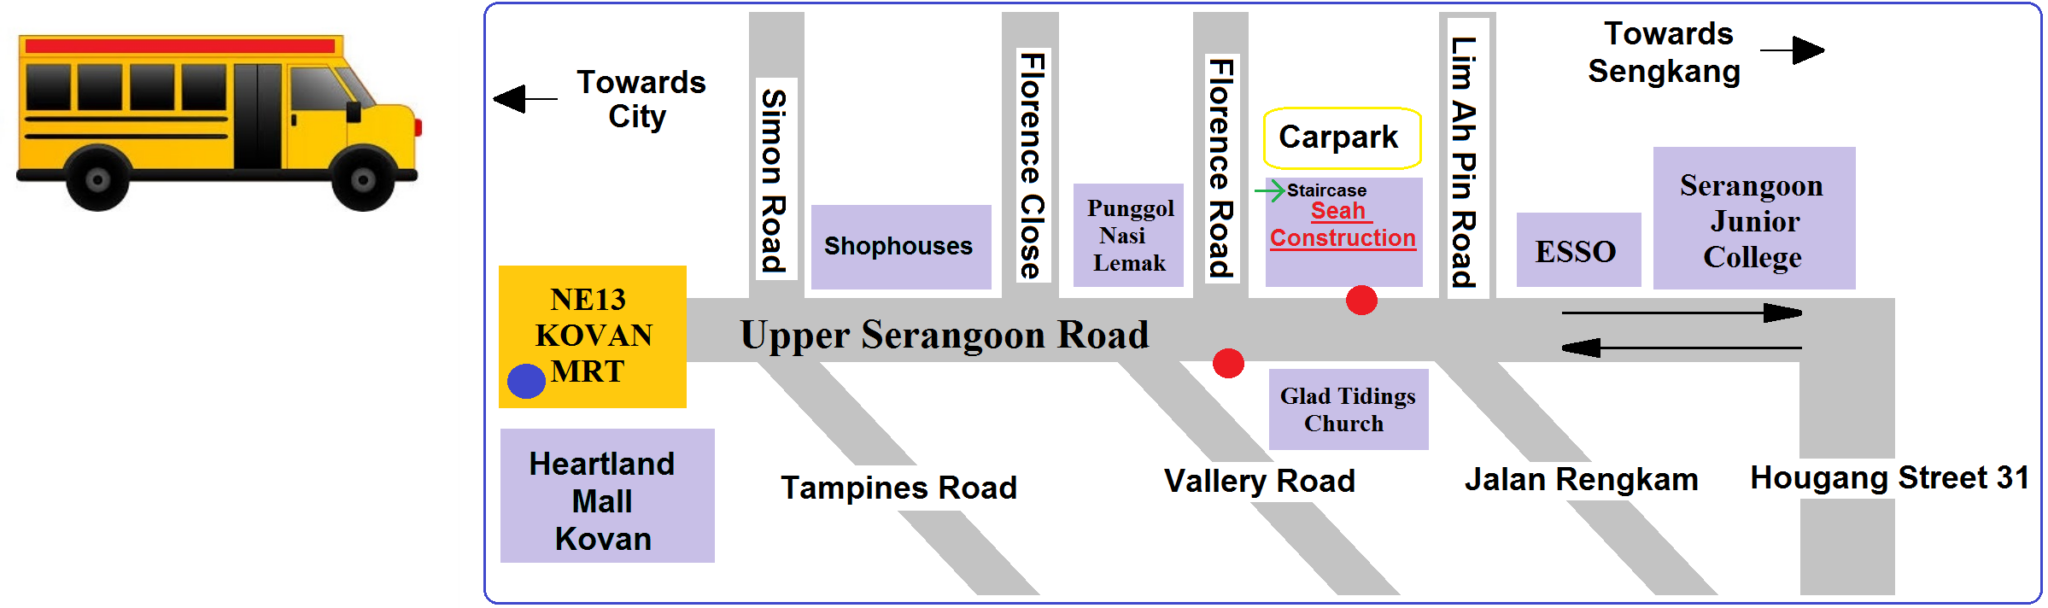 Towards
City
Simon Road
Shophouses
Florence Close
Punggol
Nasi
Lemak
Florence Road
Carpark
Staircase
Seah
Construction
Lim Ah Pin Road
Towards
Sengkang
ESSO
Serangoon
Junior
College
NE13
KOVAN
MRT
Upper Serangoon Road
Heartland
Mall
Kovan
Tampines Road
Glad Tidings
Church
Vallery Road
Jalan Rengkam
Hougang Street 31